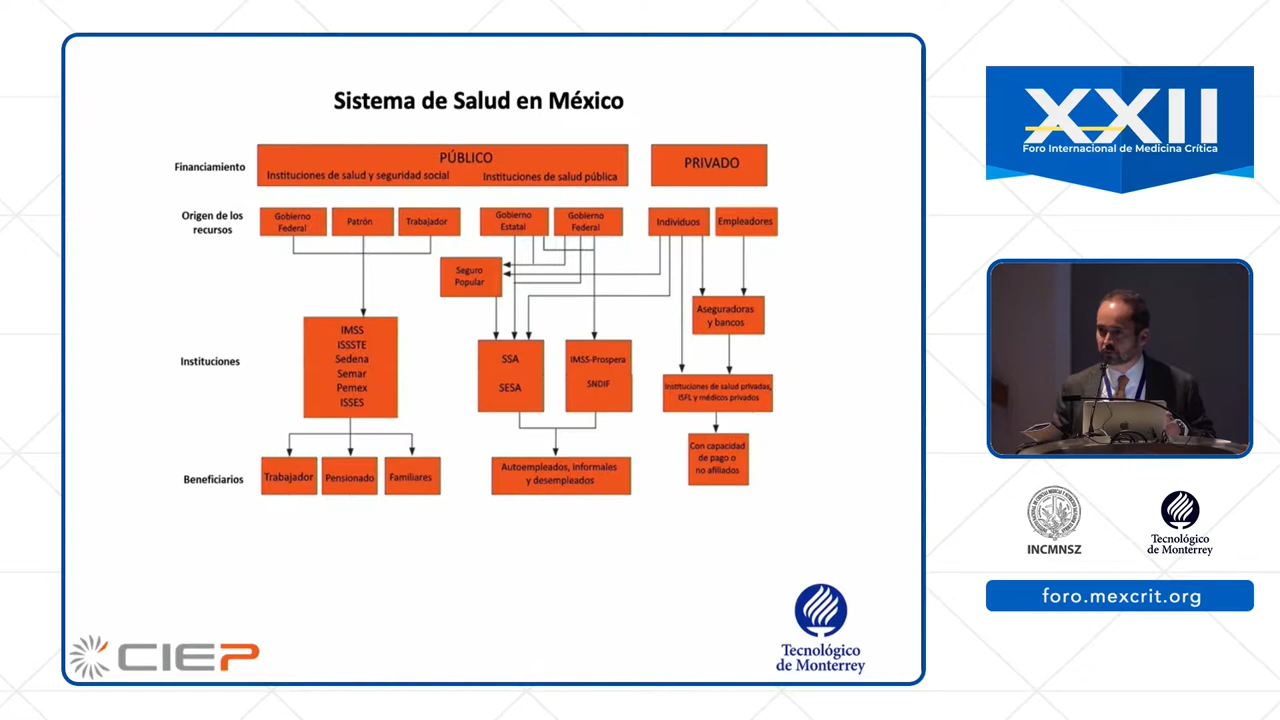 Sistema de Salud en México
Financiamiento
PÚBLICO
Instituciones de salud y seguridad social
Instituciones de salud pública
PRIVADO
Origen de los
recursos
Gobierno
Federal
Patrón
Trabajador
Gobierno
Estatal
Gobierno
Federal
Individuos
Empleadores
Seguro
Popular
Aseguradoras
y bancos
Instituciones
IMSS
ISSSTE
Sedena
Semar
Pemex
ISSES
SSA
SESA
IMSS-Prospera
SNDIF
Instituciones de salud privadas,
ISFL y médicos privados
Beneficiarios
Trabajador
Pensionado
Familiares
Autoempleados, informales
y desempleados
Con capacidad
de pago o
no afiliados
CIEP
Tecnológico
de Monterrey
XXII
Foro Internacional de Medicina Crítica
INCMNSZ
Tecnológico
de Monterrey
foro.mexcrit.org